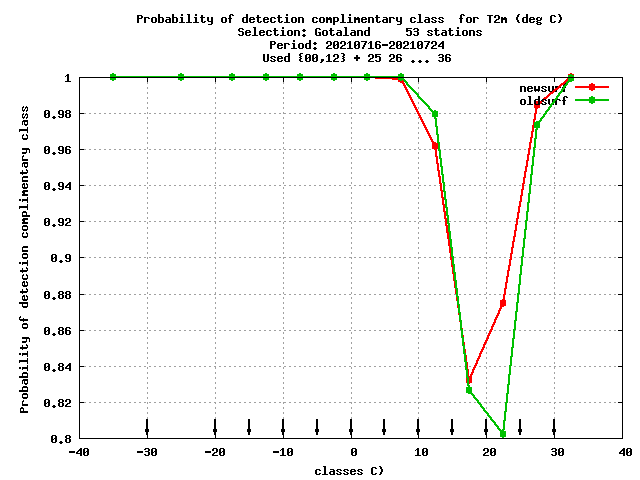 Probability of detection complimentary class  for T2m (deg C)
Selection: Gotaland     53 stations
Period: 20210716-20210724
Used {00,12} + 25 26 ... 36
newsurf
oldsurf
1
0.98
0.96
0.94
0.92
0.9
0.88
0.86
0.84
0.82
0.8
Probability of detection complimentary class
-40 -30 -20 -10 0 10 20 30 40
classes C)